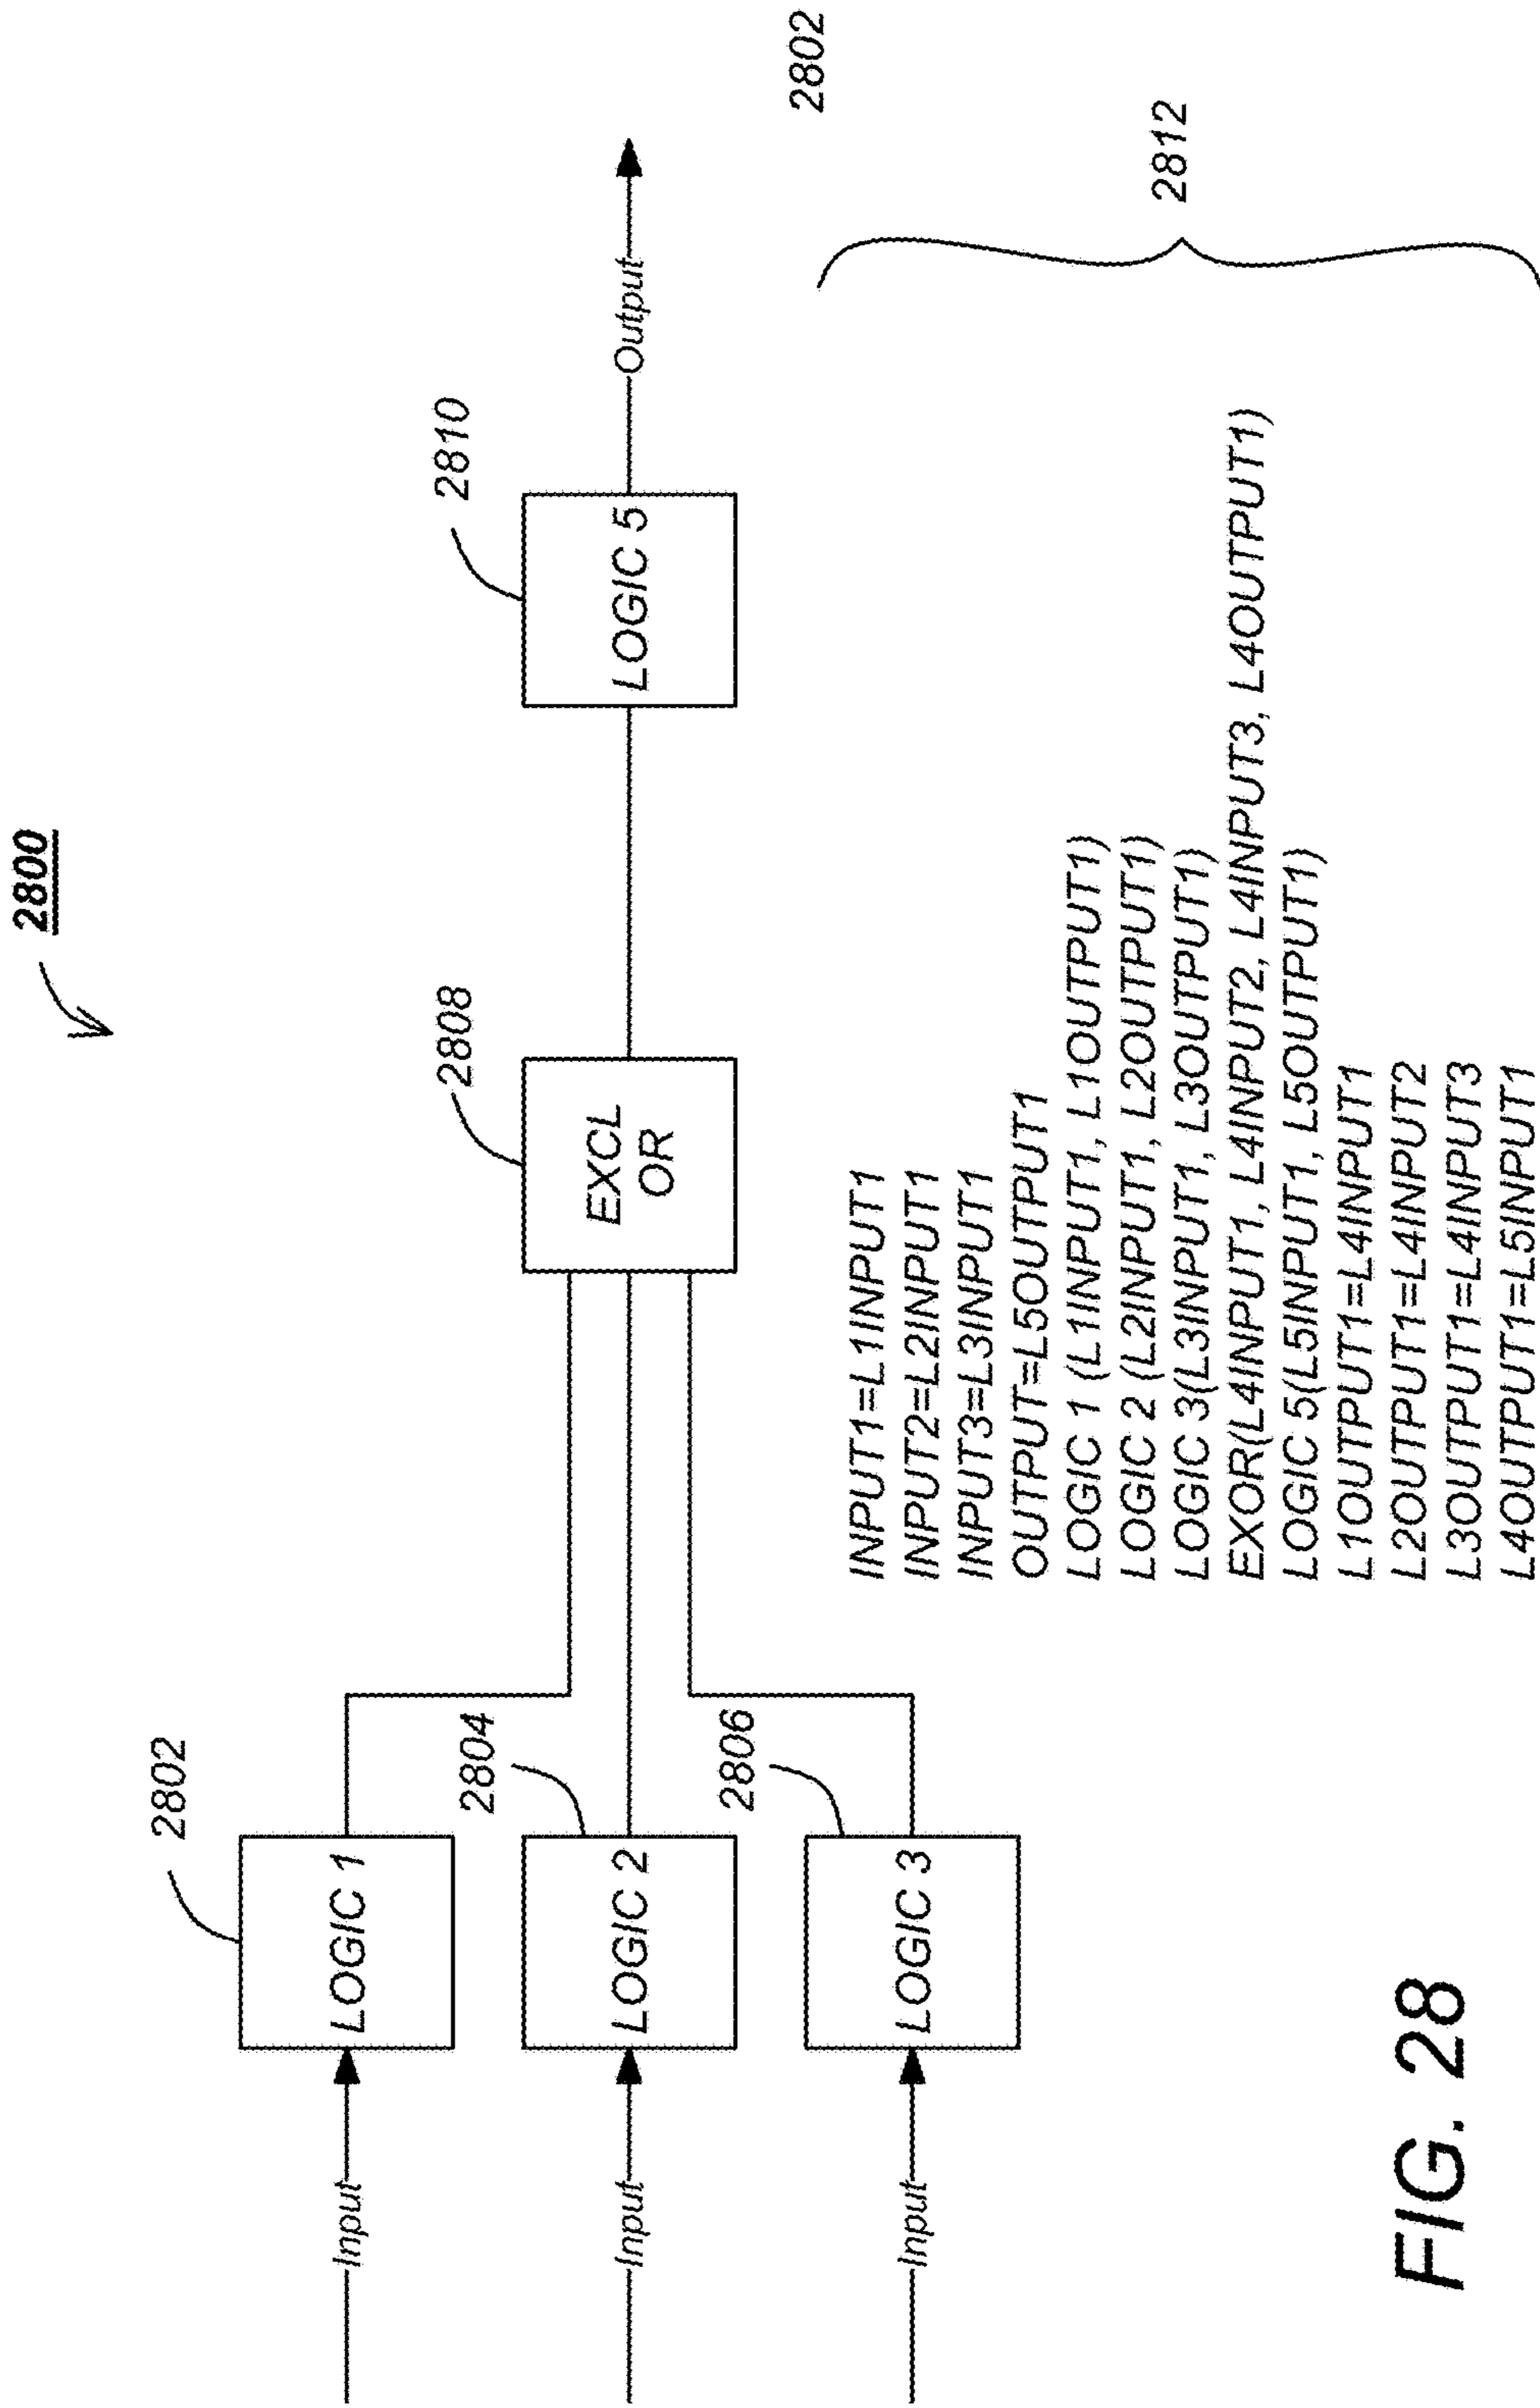 2800
2802
2804
2806
2808
2810
Input
LOGIC 1
Input
LOGIC 2
Input
LOGIC 3
EXCL
OR
LOGIC 5
Output
2802
INPUT1=L1INPUT1
INPUT2=L2INPUT1
INPUT3=L3INPUT1
OUTPUT=L5OUTPUT1
LOGIC 1 (L1INPUT1, L1OUTPUT1)
LOGIC 2 (L2INPUT1, L2OUTPUT1)
LOGIC 3(L3INPUT1, L3OUTPUT1)
EXOR(L4INPUT1, L4INPUT2, L4INPUT3, L4OUTPUT1)
LOGIC 5(L5INPUT1, L5OUTPUT1)
L1OUTPUT1=L4INPUT1
L2OUTPUT1=L4INPUT2
L3OUTPUT1=L4INPUT3
L4OUTPUT1=L5INPUT1
2812
FIG. 28